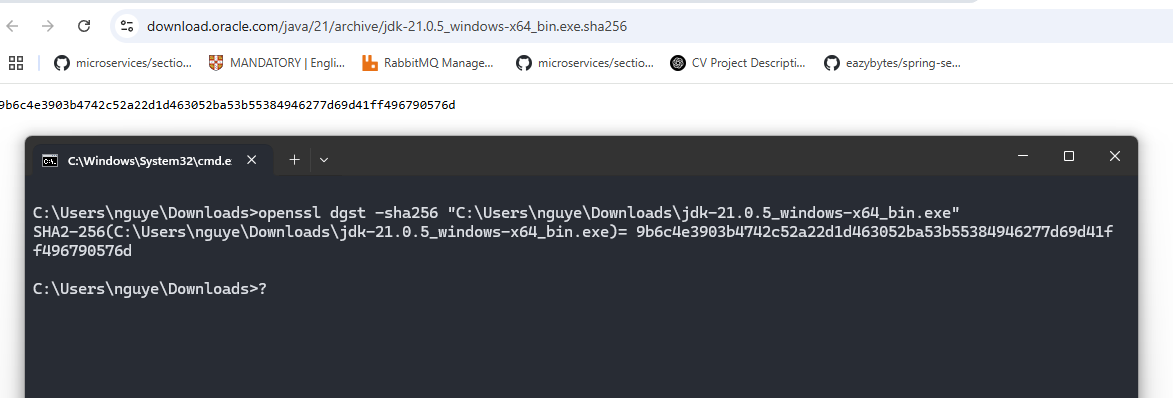 download.oracle.com/java/21/archive/jdk-21.0.5_windows-x64_bin.exe.sha256
microservices/sectio... MANDATORY | Engli... RabbitMQ Manage... microservices/sectio... CV Project Descripti... eazybytes/spring-se...
9b6c4e3903b4742c52a22d1d463052ba53b55384946277d69d41ff496790576d
C:\Windows\System32\cmd.e
C:\Users\nguye\Downloads>openssl dgst -sha256 "C:\Users\nguye\Downloads\jdk-21.0.5_windows-x64_bin.exe"
SHA2-256(C:\Users\nguye\Downloads\jdk-21.0.5_windows-x64_bin.exe)= 9b6c4e3903b4742c52a22d1d463052ba53b55384946277d69d41f
f496790576d
C:\Users\nguye\Downloads>?